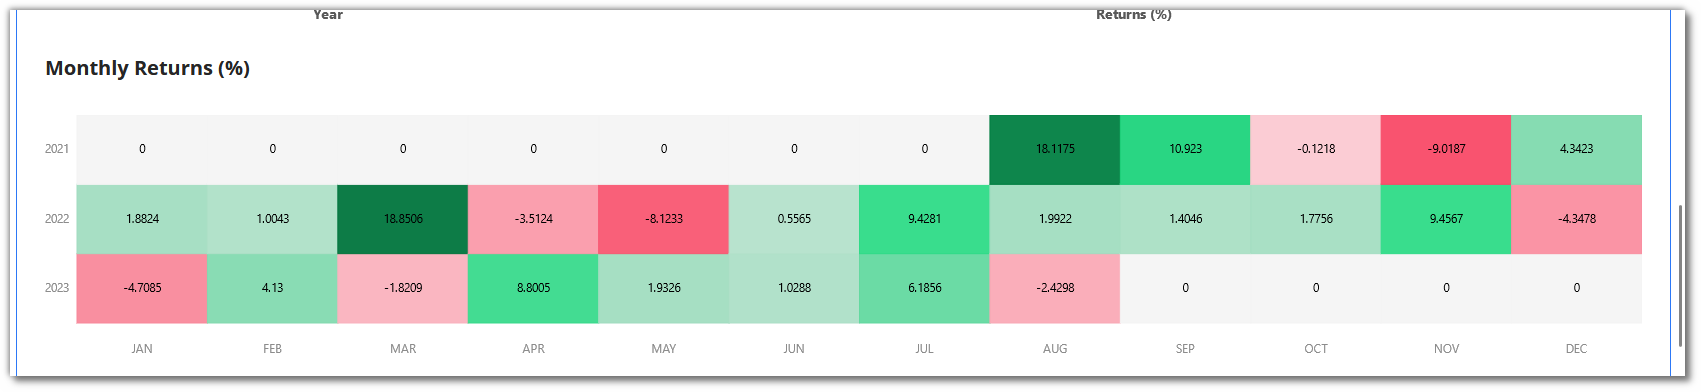 Year Returns (%)
Monthly Returns (%)
2021 0 0 0 0 0 0 0 18.1175 10.923 -0.1218 -9.0187 4.3423
2022 1.8824 1.0043 18.8506 -3.5124 -8.1233 0.5565 9.4281 1.9922 1.4046 1.7756 9.4567 -4.3478
2023 -4.7085 4.13 -1.8209 8.8005 1.9326 1.0288 6.1856 -2.4298 0 0 0 0
JAN FEB MAR APR MAY JUN JUL AUG SEP OCT NOV DEC